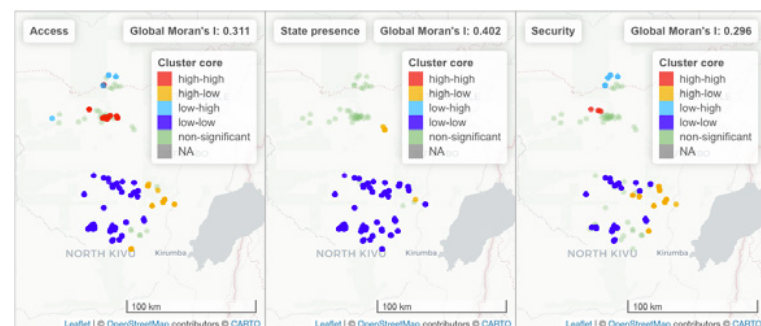 Access
Global Moran's I: 0.311
Cluster core
high-high
high-low
low-high
low-low
non-significant
NA
NORTH KIVU
Kirumba
100 km
Leaflet | © OpenStreetMap contributors © CARTO
State presence
Global Moran's I: 0.402
Cluster core
high-high
high-low
low-high
low-low
non-significant
NA
NORTH KIVU
Kirumba
100 km
Leaflet | © OpenStreetMap contributors © CARTO
Security
Global Moran's I: 0.296
Cluster core
high-high
high-low
low-high
low-low
non-significant
NA
NORTH KIVU
Kirumba
100 km
Leaflet | © OpenStreetMap contributors © CARTO